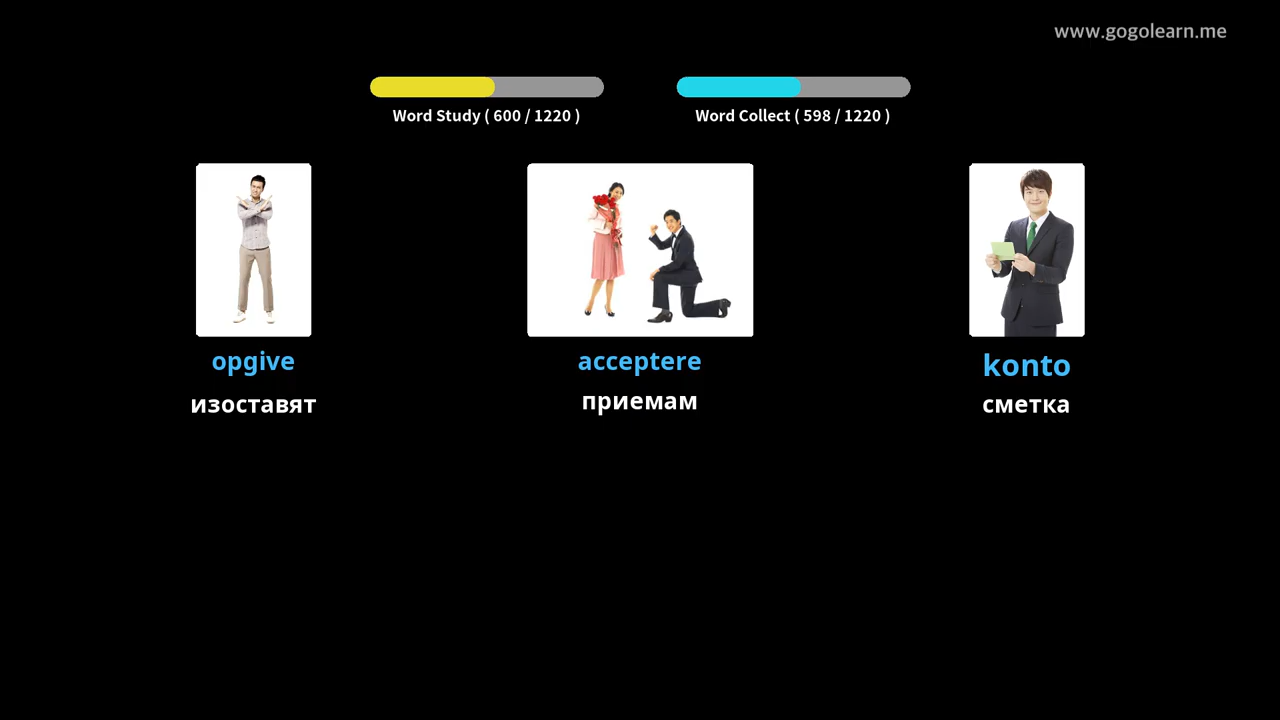 www.gogolearn.me
Word Study ( 600 / 1220 )
Word Collect ( 598 / 1220 )
opgive
изоставят
acceptere
приемам
konto
сметка